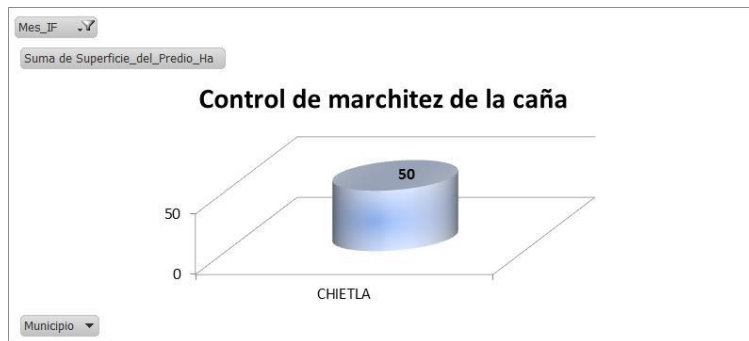 Mes_IF
Suma de Superficie_del_Predio_Ha
Control de marchitez de la caña
50
50
0
CHIETLA
Municipio